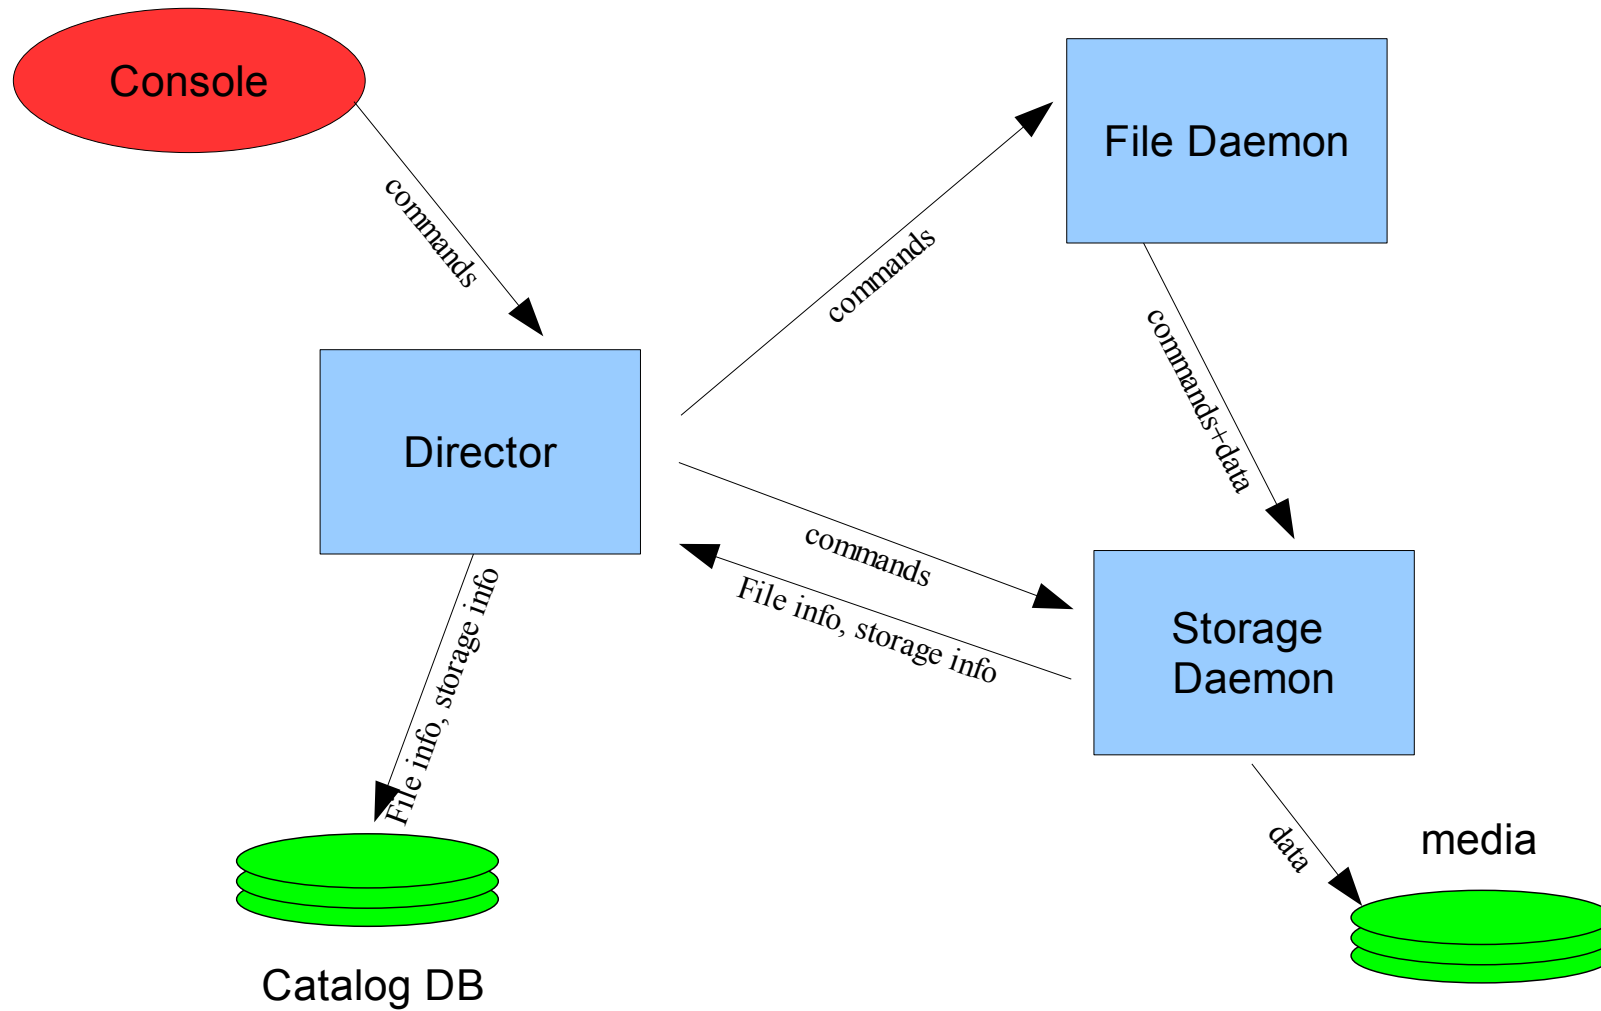 Console
File Daemon
commands
commands
commands+data
Director
commands
File info, storage info
File info, storage info
Storage
Daemon
data
media
Catalog DB